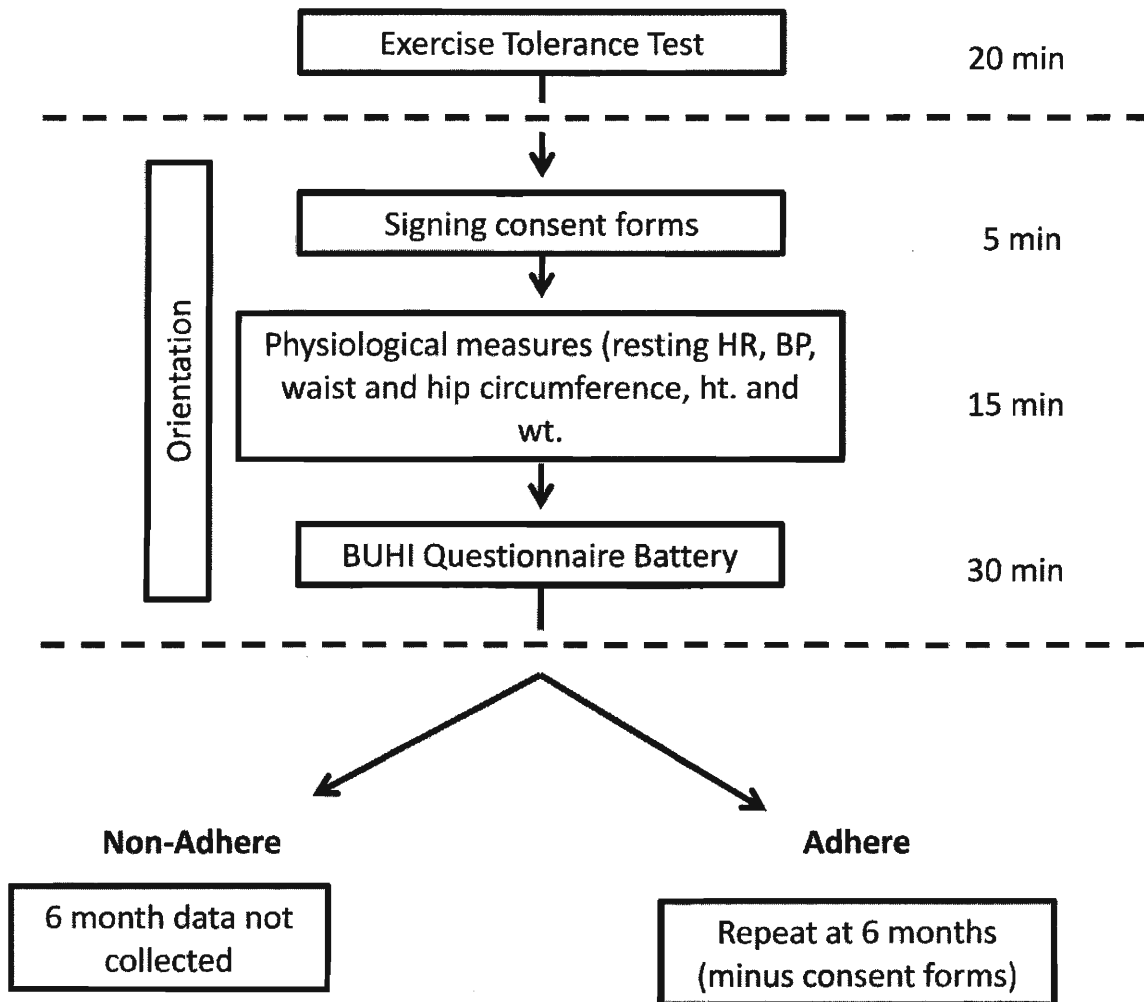 Exercise Tolerance Test
20 min
Signing consent forms
5 min
Orientation
Physiological measures (resting HR, BP,
waist and hip circumference, ht. and
wt.
15 min
BUHI Questionnaire Battery
30 min
Non-Adhere
Adhere
6 month data not
collected
Repeat at 6 months
(minus consent forms)